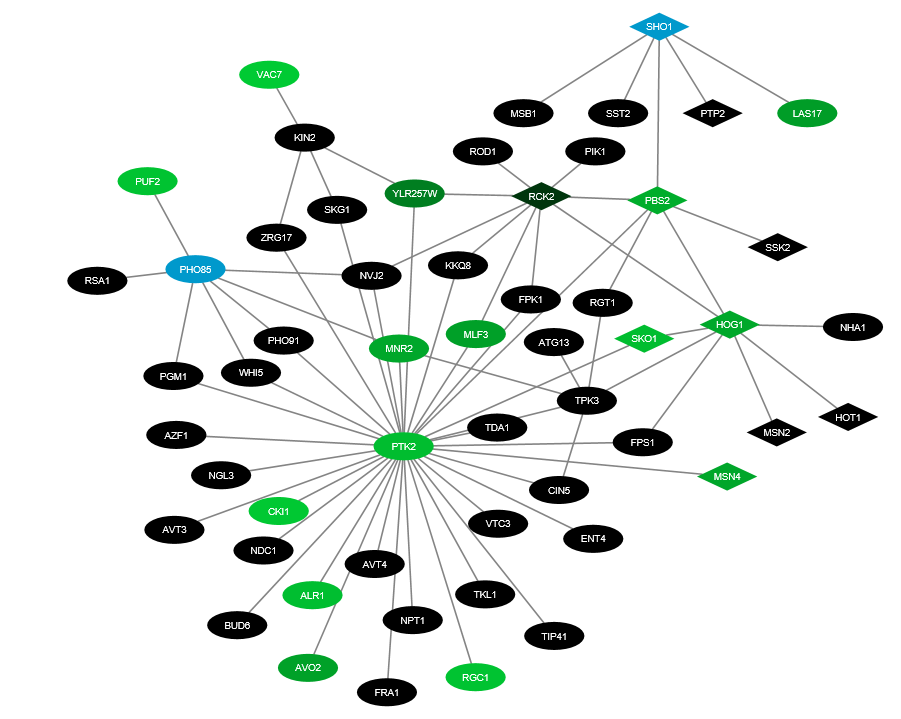 SHO1
VAC7
MSB1
SST2
PTP2
LAS17
KIN2
ROD1
PIK1
PUF2
YLR257W
RCK2
PBS2
SKG1
ZRG17
SSK2
PHO85
RSA1
NVJ2
KKQ8
FPK1
RGT1
PHO91
MNR2
MLF3
ATG13
SKO1
HOG1
NHA1
PGM1
WHI5
TPK3
HOT1
AZF1
PTK2
TDA1
FPS1
MSN2
NGL3
CIN5
MSN4
CKI1
AVT3
VTC3
ENT4
NDC1
AVT4
ALR1
TKL1
BUD6
NPT1
TIP41
AVO2
RGC1
FRA1